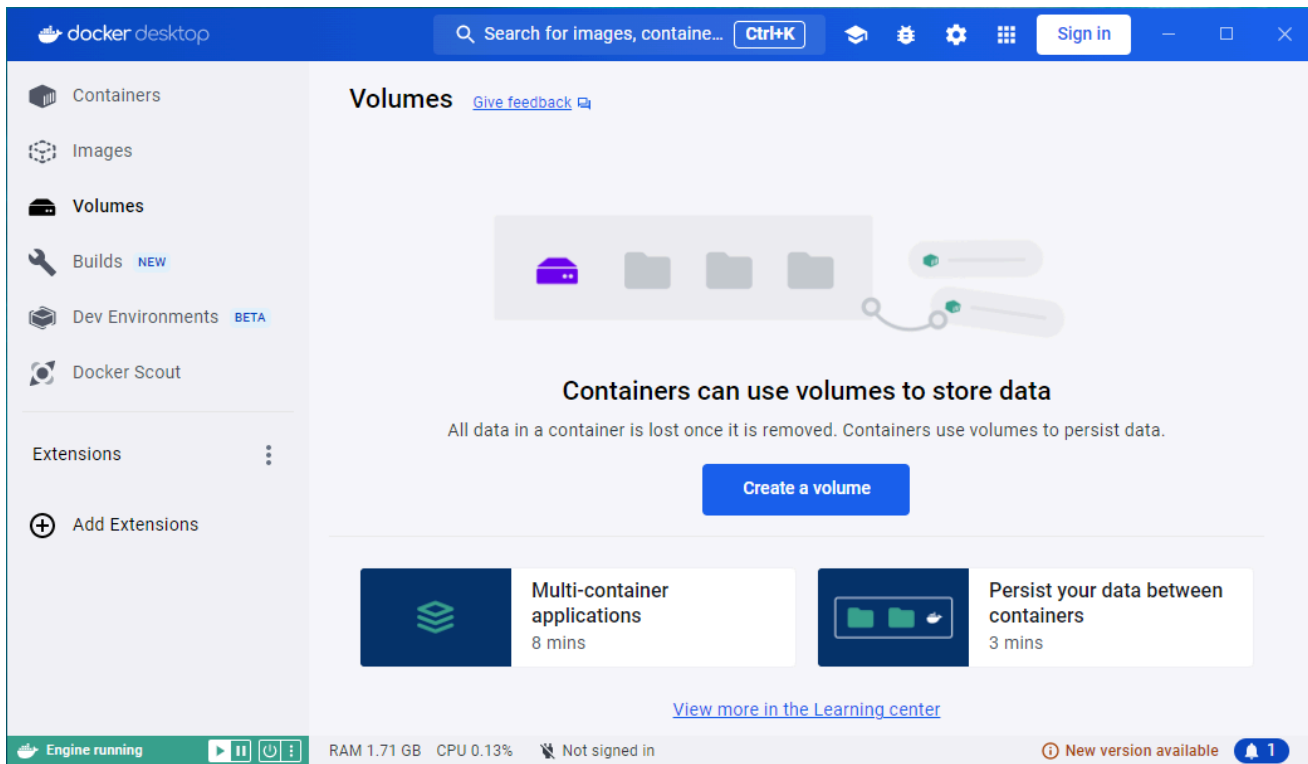 docker desktop
Search for images, containe... Ctrl+K
Sign in
Containers
Images
Volumes
Builds NEW
Dev Environments BETA
Docker Scout
Extensions
Add Extensions
Volumes Give feedback
Containers can use volumes to store data
All data in a container is lost once it is removed. Containers use volumes to persist data.
Create a volume
Multi-container
applications
8 mins
Persist your data between
containers
3 mins
View more in the Learning center
Engine running
RAM 1.71 GB CPU 0.13% Not signed in
New version available 1